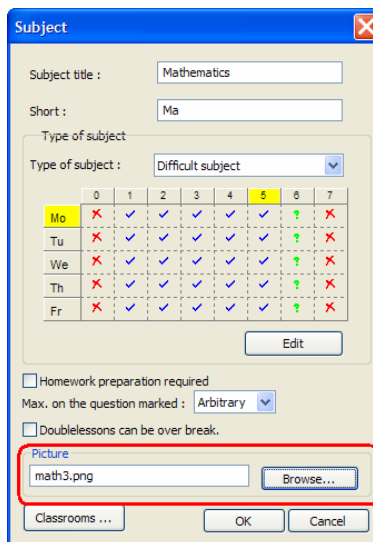 Subject
Subject title : Mathematics
Short : Ma
Type of subject
Type of subject : Difficult subject
0 1 2 3 4 5 6 7
Mo ✗ ✓ ✓ ✓ ✓ ✓ ? ✗
Tu ✗ ✓ ✓ ✓ ✓ ✓ ? ✗
We ✗ ✓ ✓ ✓ ✓ ✓ ? ✗
Th ✗ ✓ ✓ ✓ ✓ ✓ ? ✗
Fr ✗ ✓ ✓ ✓ ✓ ✓ ? ✗
Edit
Homework preparation required
Max. on the question marked : Arbitrary
Doublelessons can be over break.
Picture
math3.png Browse...
Classrooms ... OK Cancel